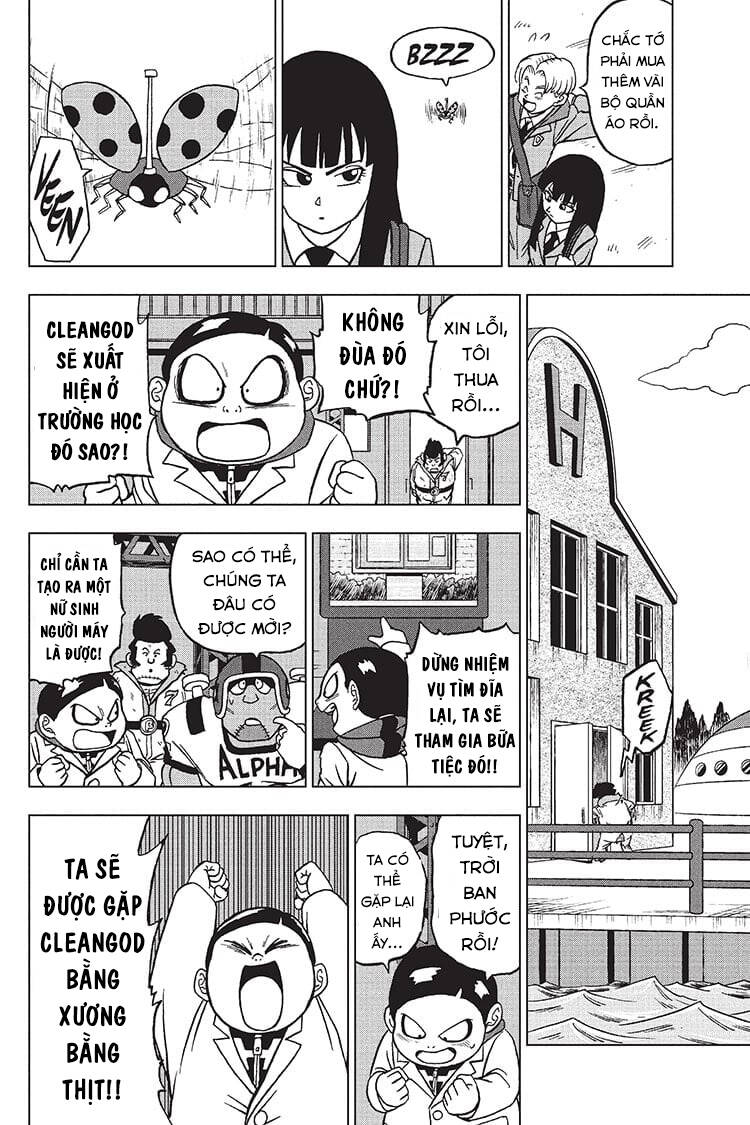 CHẮC TỚ
PHẢI MUA
THÊM VÀI
BỘ QUẦN
ÁO RỒI.
BZZZ
VEEN
H
KREEK
XIN LỖI,
TÔI
THUA
RỒI...
KHÔNG
ĐÙA ĐÓ
CHỨ?!
CLEANGOD
SẼ XUẤT
HIỆN Ở
TRƯỜNG HỌC
ĐÓ SAO?!
DỪNG NHIỆM
VỤ TÌM ĐĨA
LẠI, TA SẼ
THAM GIA BỮA
TIỆC ĐÓ!!
SAO CÓ THỂ,
CHÚNG TA
ĐÂU CÓ
ĐƯỢC MỜI?
CHỈ CẦN TA
TẠO RA MỘT
NỮ SINH
NGƯỜI MÁY
LÀ ĐƯỢC!
ALPHA
TUYỆT,
TRỜI
BAN
PHƯỚC
RỒI!
TA CÓ
THỂ
GẶP LẠI
ANH
ẤY...
TA SẼ
ĐƯỢC GẶP
CLEANGOD
BẰNG
XƯƠNG
BẰNG
THỊT!!